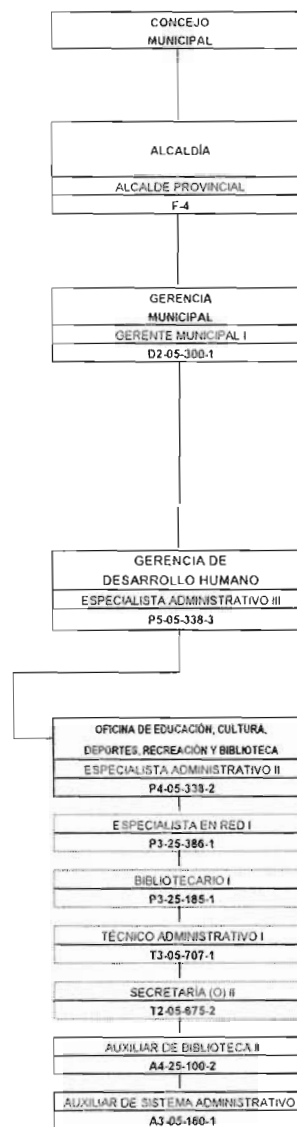 CONCEJO
MUNICIPAL
ALCALDÍA
ALCALDE PROVINCIAL
F-4
GERENCIA
MUNICIPAL
GERENTE MUNICIPAL I
D2-05-300-1
GERENCIA DE
DESARROLLO HUMANO
ESPECIALISTA ADMINISTRATIVO III
P5-05-338-3
OFICINA DE EDUCACIÓN, CULTURA,
DEPORTES, RECREACIÓN Y BIBLIOTECA
ESPECIALISTA ADMINISTRATIVO II
P4-05-338-2
ESPECIALISTA EN RED I
P3-25-386-1
BIBLIOTECARIO I
P3-25-185-1
TÉCNICO ADMINISTRATIVO I
T3-05-707-1
SECRETARÍA (O) II
T2-05-675-2
AUXILIAR DE BIBLIOTECA II
A4-25-100-2
AUXILIAR DE SISTEMA ADMINISTRATIVO
A3-05-160-1